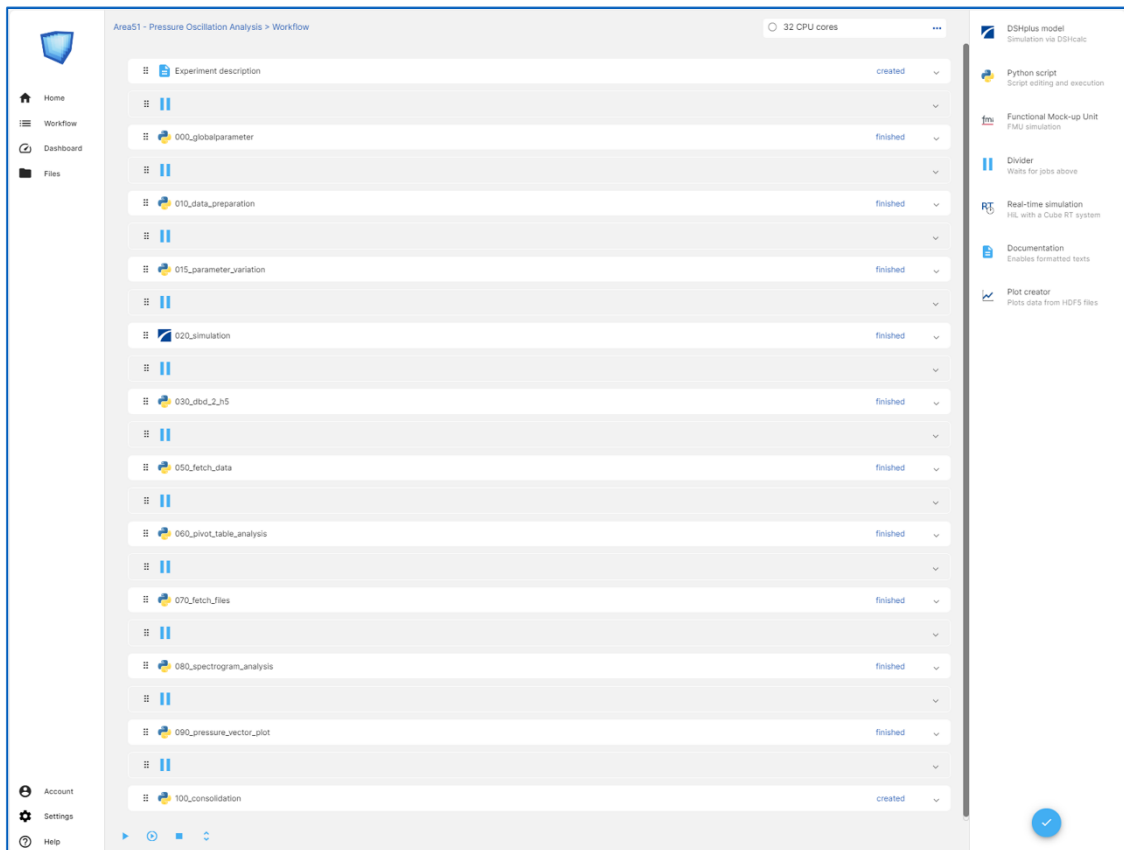 Area51 - Pressure Oscillation Analysis > Workflow
32 CPU cores
Home
Workflow
Dashboard
Files
Account
Settings
Help
Experiment description created
000_globalparameter finished
010_data_preparation finished
015_parameter_variation finished
020_simulation finished
030_dbd_2_h5 finished
050_fetch_data finished
060_pivot_table_analysis finished
070_fetch_files finished
080_spectrogram_analysis finished
090_pressure_vector_plot finished
100_consolidation created
DSHplus model
Simulation via DSHcalc
Python script
Script editing and execution
fmi
Functional Mock-up Unit
FMU simulation
Divider
Waits for jobs above
RT
Real-time simulation
HiL with a Cube RT system
Documentation
Enables formatted texts
Plot creator
Plots data from HDF5 files